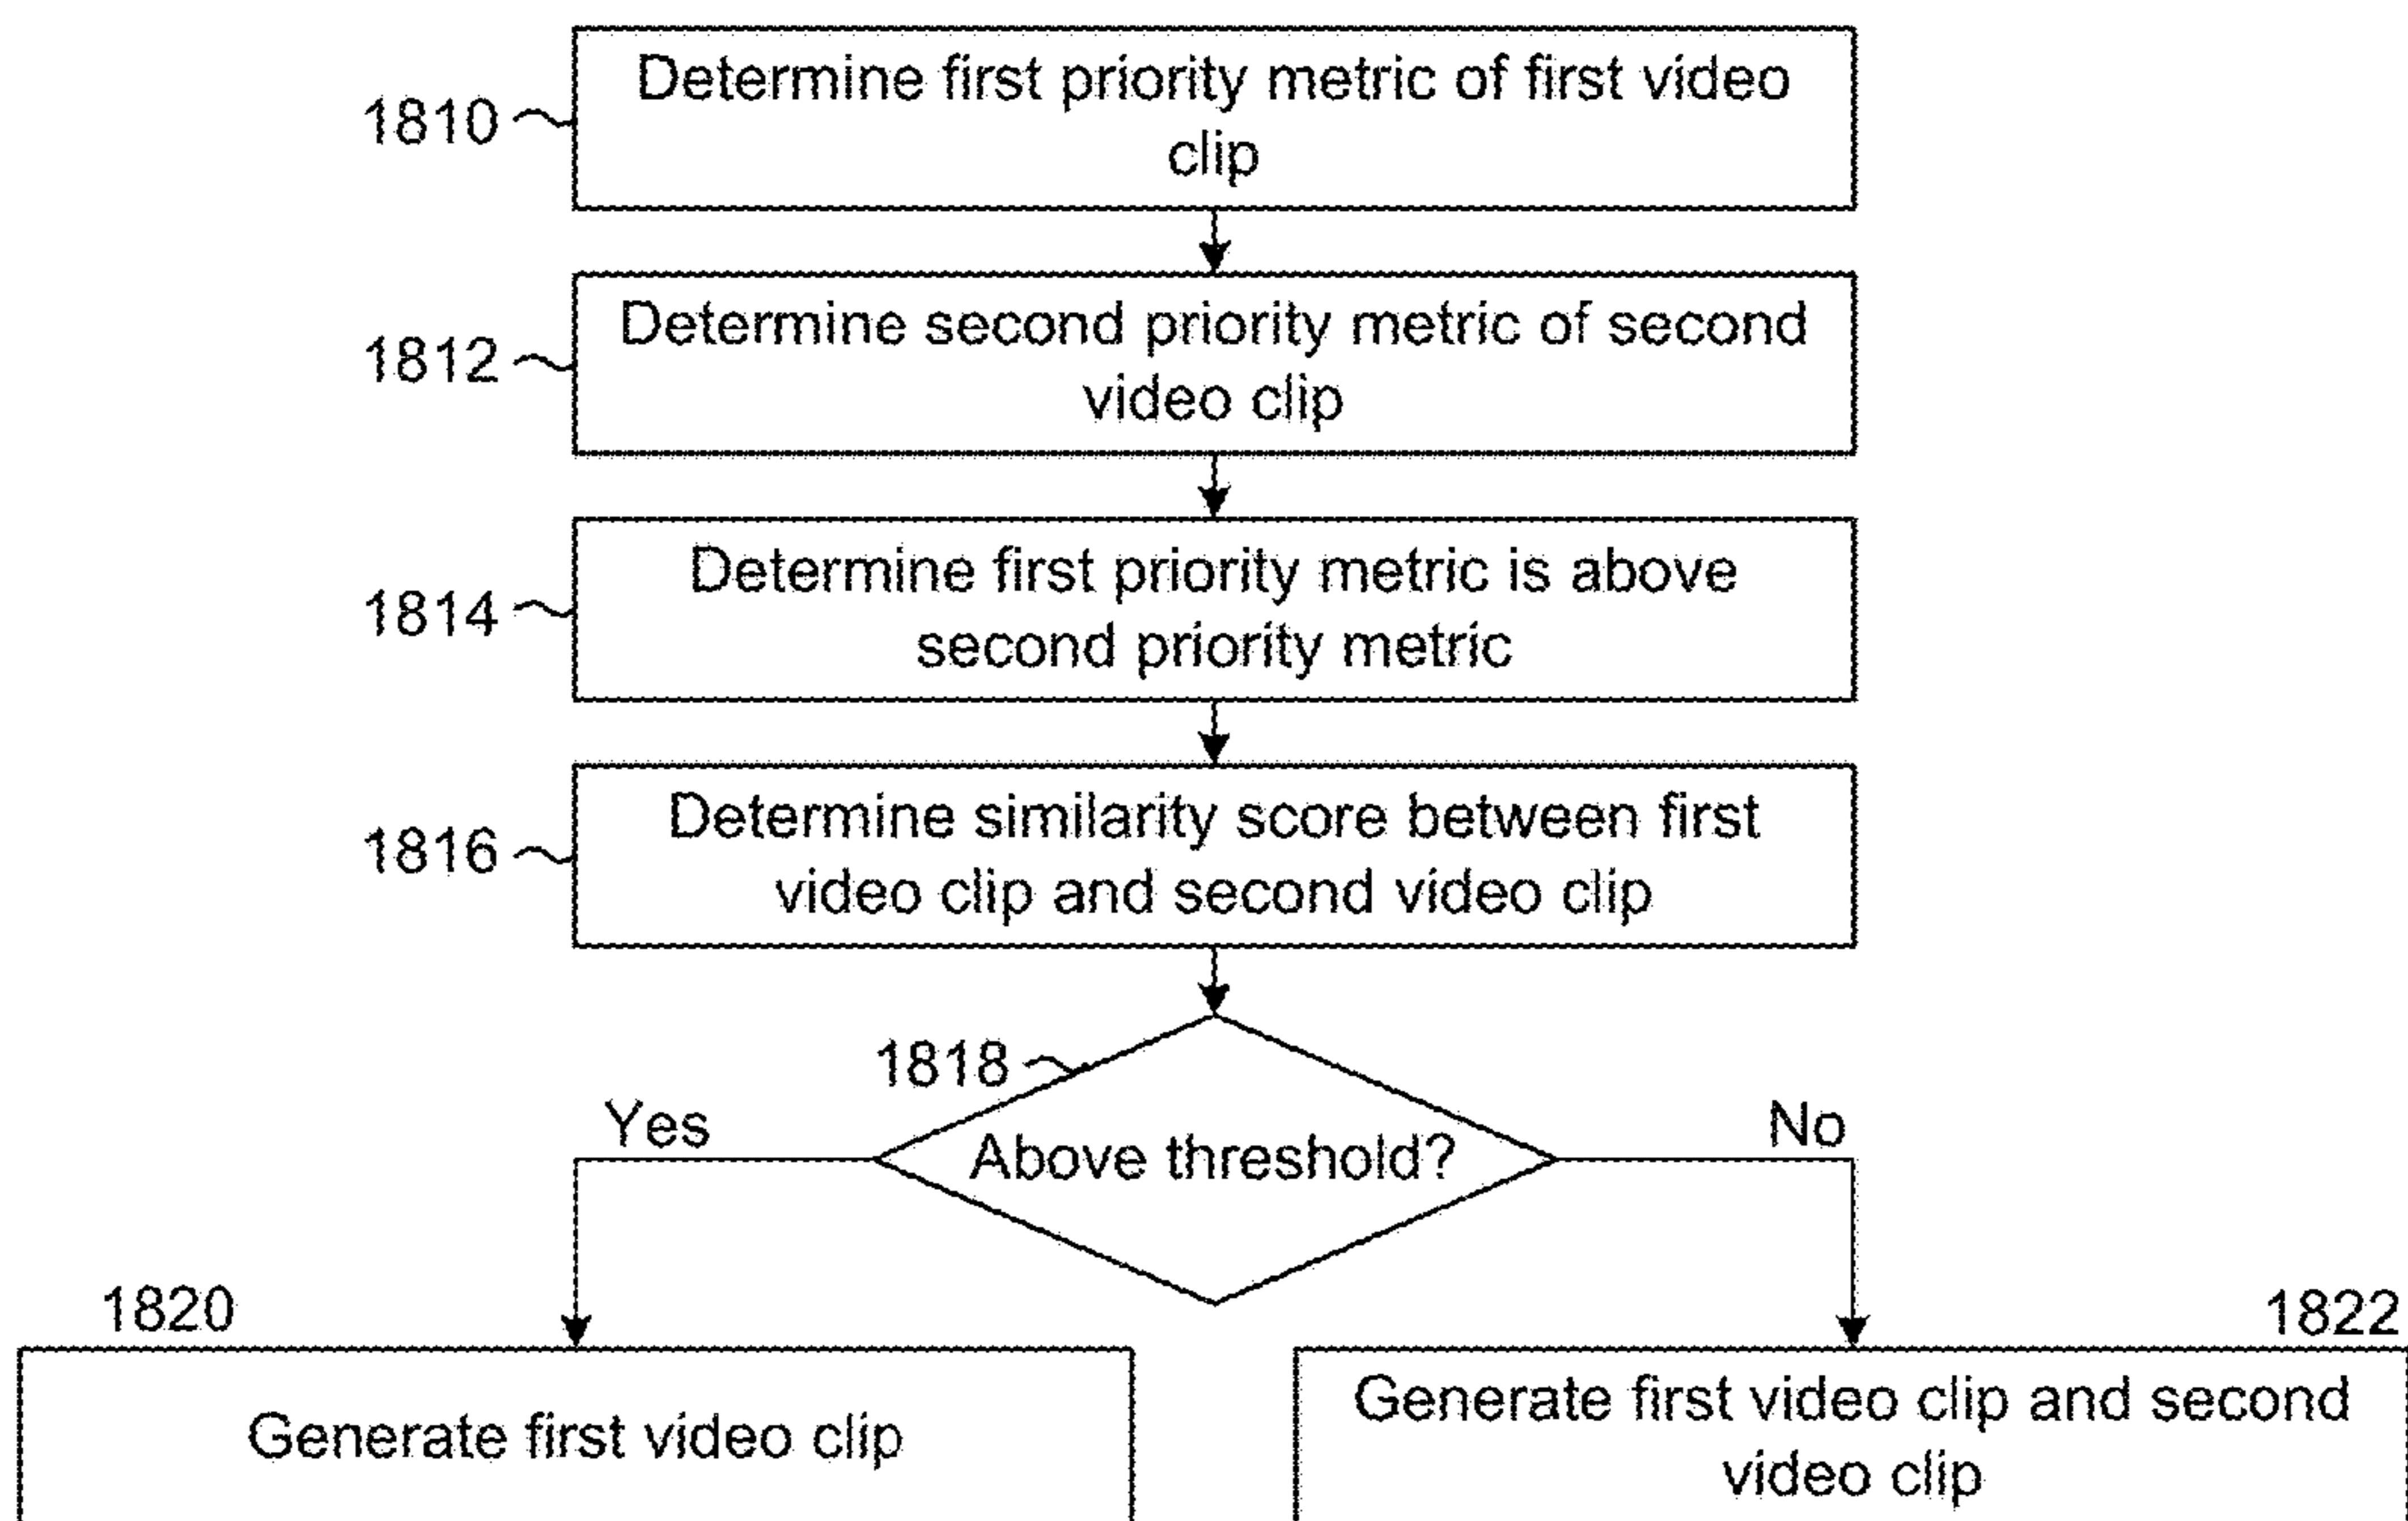 Determine first priority metric of first video
clip
1810
Determine second priority metric of second
video clip
1812
Determine first priority metric is above
second priority metric
1814
Determine similarity score between first
video clip and second video clip
1816
1818
Yes
Above threshold?
No
1820
Generate first video clip
1822
Generate first video clip and second
video clip